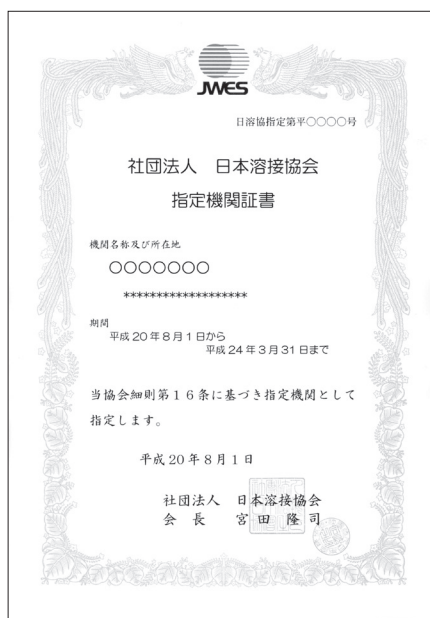 JWES
日溶協指定第平〇〇〇〇号
社団法人 日本溶接協会
指定機関証書
機関名称及び所在地
〇〇〇〇〇〇〇
*******************
期間
平成20年8月1日から
平成24年3月31日まで
当協会細則第16条に基づき指定機関として
指定します。
平成20年8月1日
社団法人 日本溶接協会
会長 宮田隆司